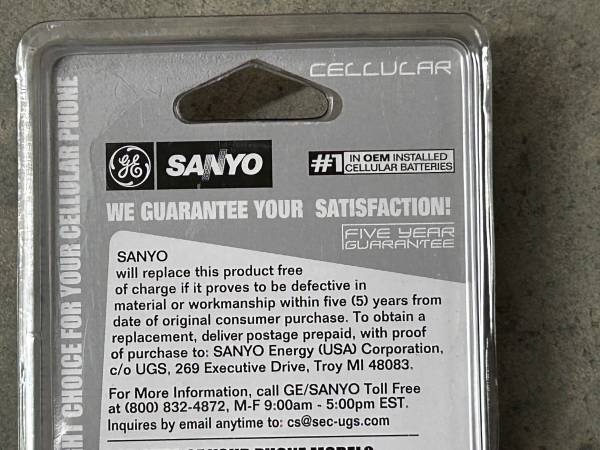 CELLULAR
GE SANYO
#1 IN OEM INSTALLED
CELLULAR BATTERIES
WE GUARANTEE YOUR SATISFACTION!
FIVE YEAR
GUARANTEE
SANYO
will replace this product free
of charge if it proves to be defective in
material or workmanship within five (5) years from
date of original consumer purchase. To obtain a
replacement, deliver postage prepaid, with proof
of purchase to: SANYO Energy (USA) Corporation,
c/o UGS, 269 Executive Drive, Troy MI 48083.
For More Information, call GE/SANYO Toll Free
at (800) 832-4872, M-F 9:00am - 5:00pm EST.
Inquires by email anytime to: cs@sec-ugs.com
CHOICE FOR YOUR CELLULAR PHONE